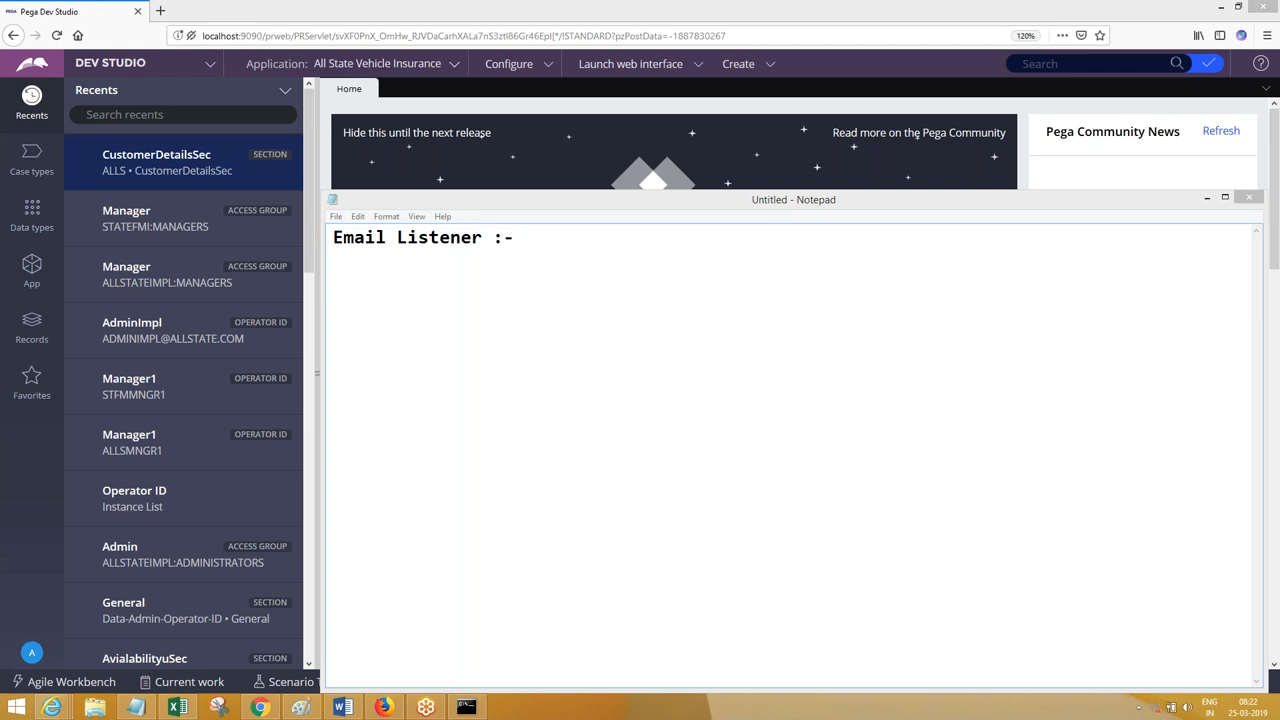 Pega Dev Studio
localhost:9090/prweb/PRServlet/svXF0PnX_OmHw_RJVDaCarhXALa7nS3ztl86Gr46EpI[*/!STANDARD?pzPostData=-1887830267
120%
DEV STUDIO
Application: All State Vehicle Insurance
Configure
Launch web interface
Create
Search
Recents
Recents
Search recents
Home
Case types
Data types
App
Records
Favorites
A
CustomerDetailsSec SECTION
ALLS • CustomerDetailsSec
Manager ACCESS GROUP
STATEFMI:MANAGERS
Manager ACCESS GROUP
ALLSTATEIMPL:MANAGERS
AdminImpl OPERATOR ID
ADMINIMPL@ALLSTATE.COM
Manager1 OPERATOR ID
STFMMNGR1
Manager1 OPERATOR ID
ALLSMNGR1
Operator ID
Instance List
Admin ACCESS GROUP
ALLSTATEIMPL:ADMINISTRATORS
General SECTION
Data-Admin-Operator-ID • General
AvialabilityuSec SECTION
Hide this until the next release
Read more on the Pega Community
Pega Community News
Refresh
Untitled - Notepad
File Edit Format View Help
Email Listener :-
Agile Workbench
Current work
Scenario T
ENG
IN
08:22
25-03-2019